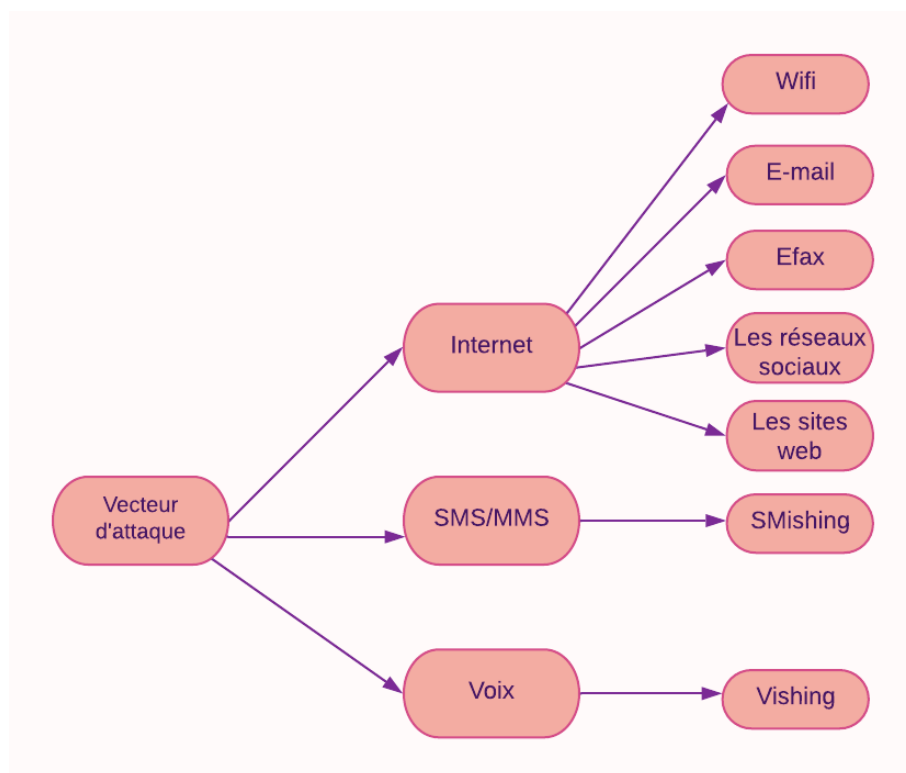 Wifi
E-mail
Efax
Internet
Les réseaux
sociaux
Les sites
web
Vecteur
d'attaque
SMS/MMS
SMishing
Voix
Vishing